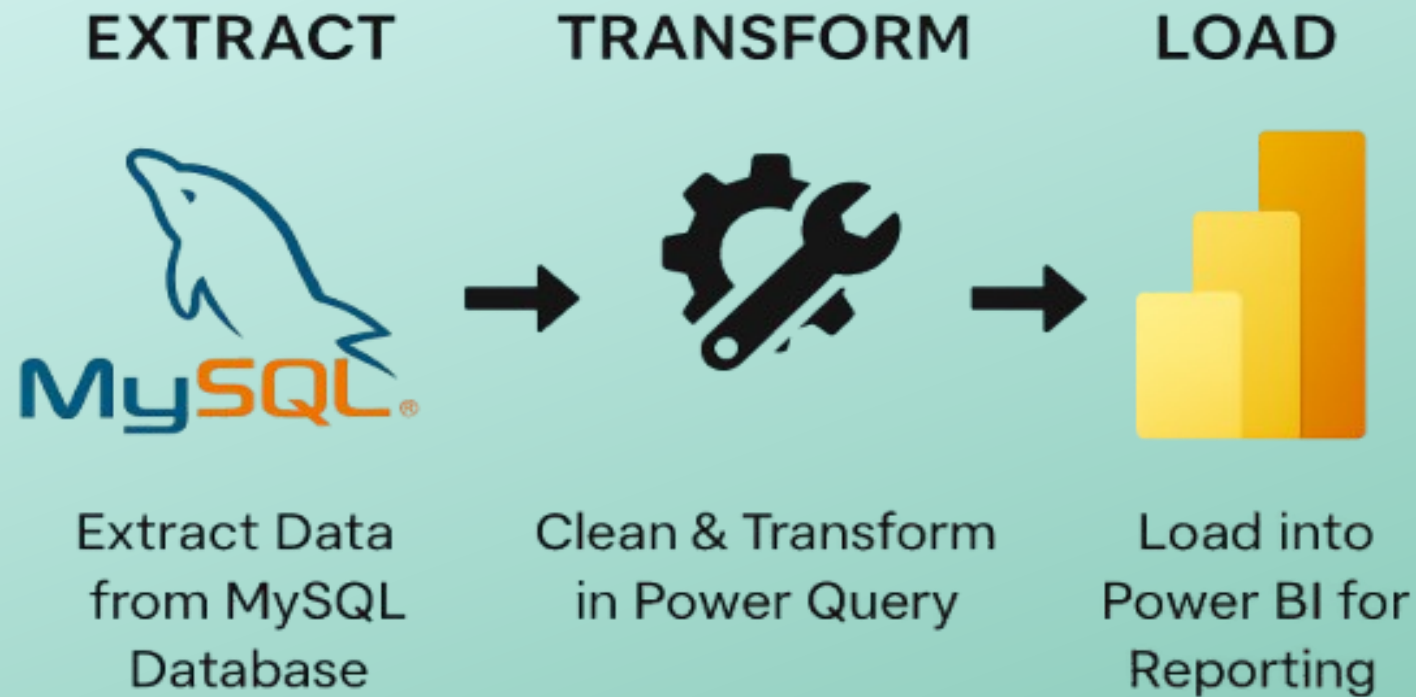 EXTRACT
TRANSFORM
LOAD
MySQL®
Extract Data
from MySQL
Database
Clean & Transform
in Power Query
Load into
Power BI for
Reporting